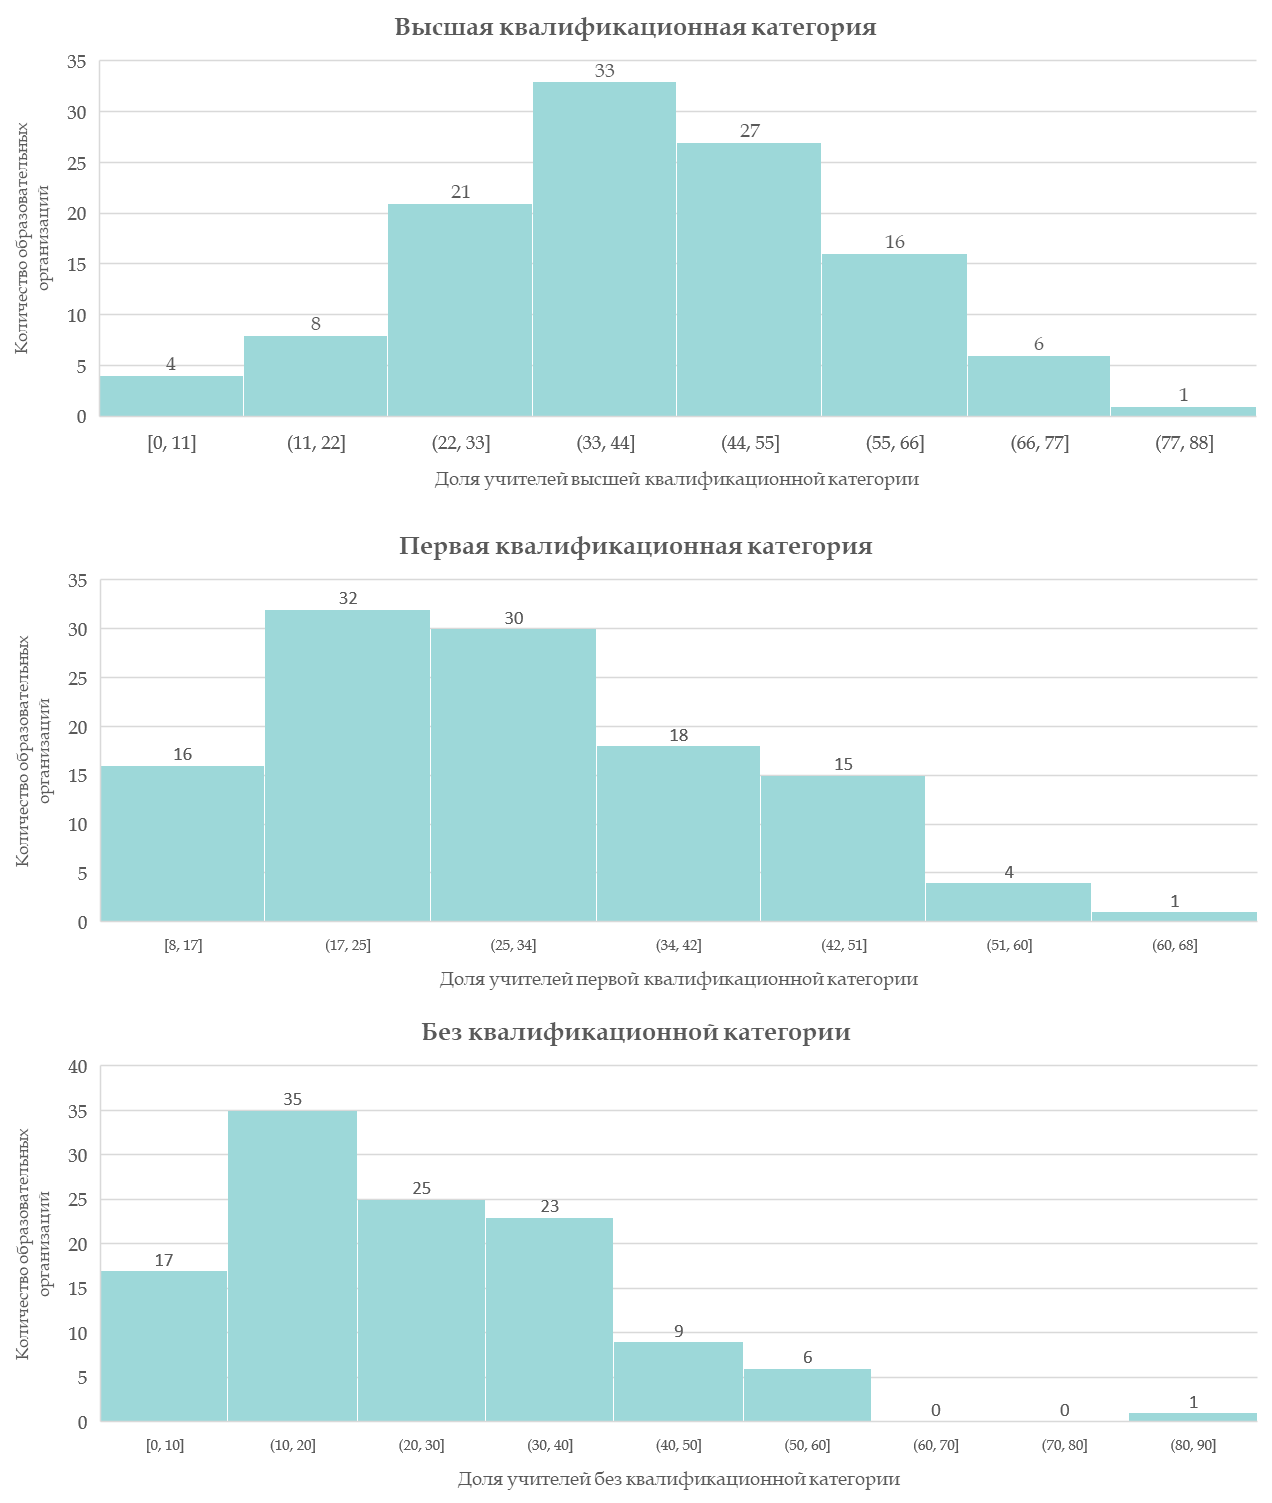 Высшая квалификационная категория
35
33
30
27
25
21
20
16
15
10
8
6
5
4
1
0
[0, 11] (11, 22] (22, 33] (33, 44] (44, 55] (55, 66] (66, 77] (77, 88]
Количество образовательных
организаций
Доля учителей высшей квалификационной категории
Первая квалификационная категория
35
32
30
30
25
20
18
16
15
15
10
5
4
1
0
[8, 17] (17, 25] (25, 34] (34, 42] (42, 51] (51, 60] (60, 68]
Количество образовательных
организаций
Доля учителей первой квалификационной категории
Без квалификационной категории
40
35
35
30
25
25
23
20
17
15
10
9
6
5
0 0 1
0
[0, 10] (10, 20] (20, 30] (30, 40] (40, 50] (50, 60] (60, 70] (70, 80] (80, 90]
Количество образовательных
организаций
Доля учителей без квалификационной категории